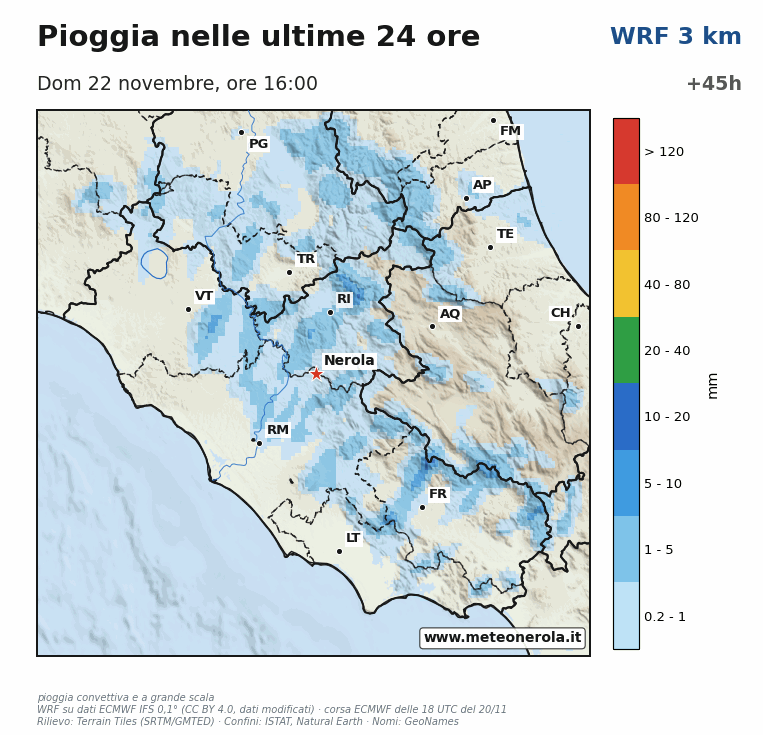 Pioggia nelle ultime 24 ore
WRF 3 km
Dom 22 novembre, ore 16:00
+45h
FM
PG
AP
TE
TR
RI
VT
AQ
CH
Nerola
RM
FR
LT
www.meteonerola.it
> 120
80 - 120
40 - 80
20 - 40
10 - 20
5 - 10
1 - 5
0.2 - 1
mm
pioggia convettiva e a grande scala
WRF su dati ECMWF IFS 0,1° (CC BY 4.0, dati modificati) · corsa ECMWF delle 18 UTC del 20/11
Rilievo: Terrain Tiles (SRTM/GMTED) · Confini: ISTAT, Natural Earth · Nomi: GeoNames